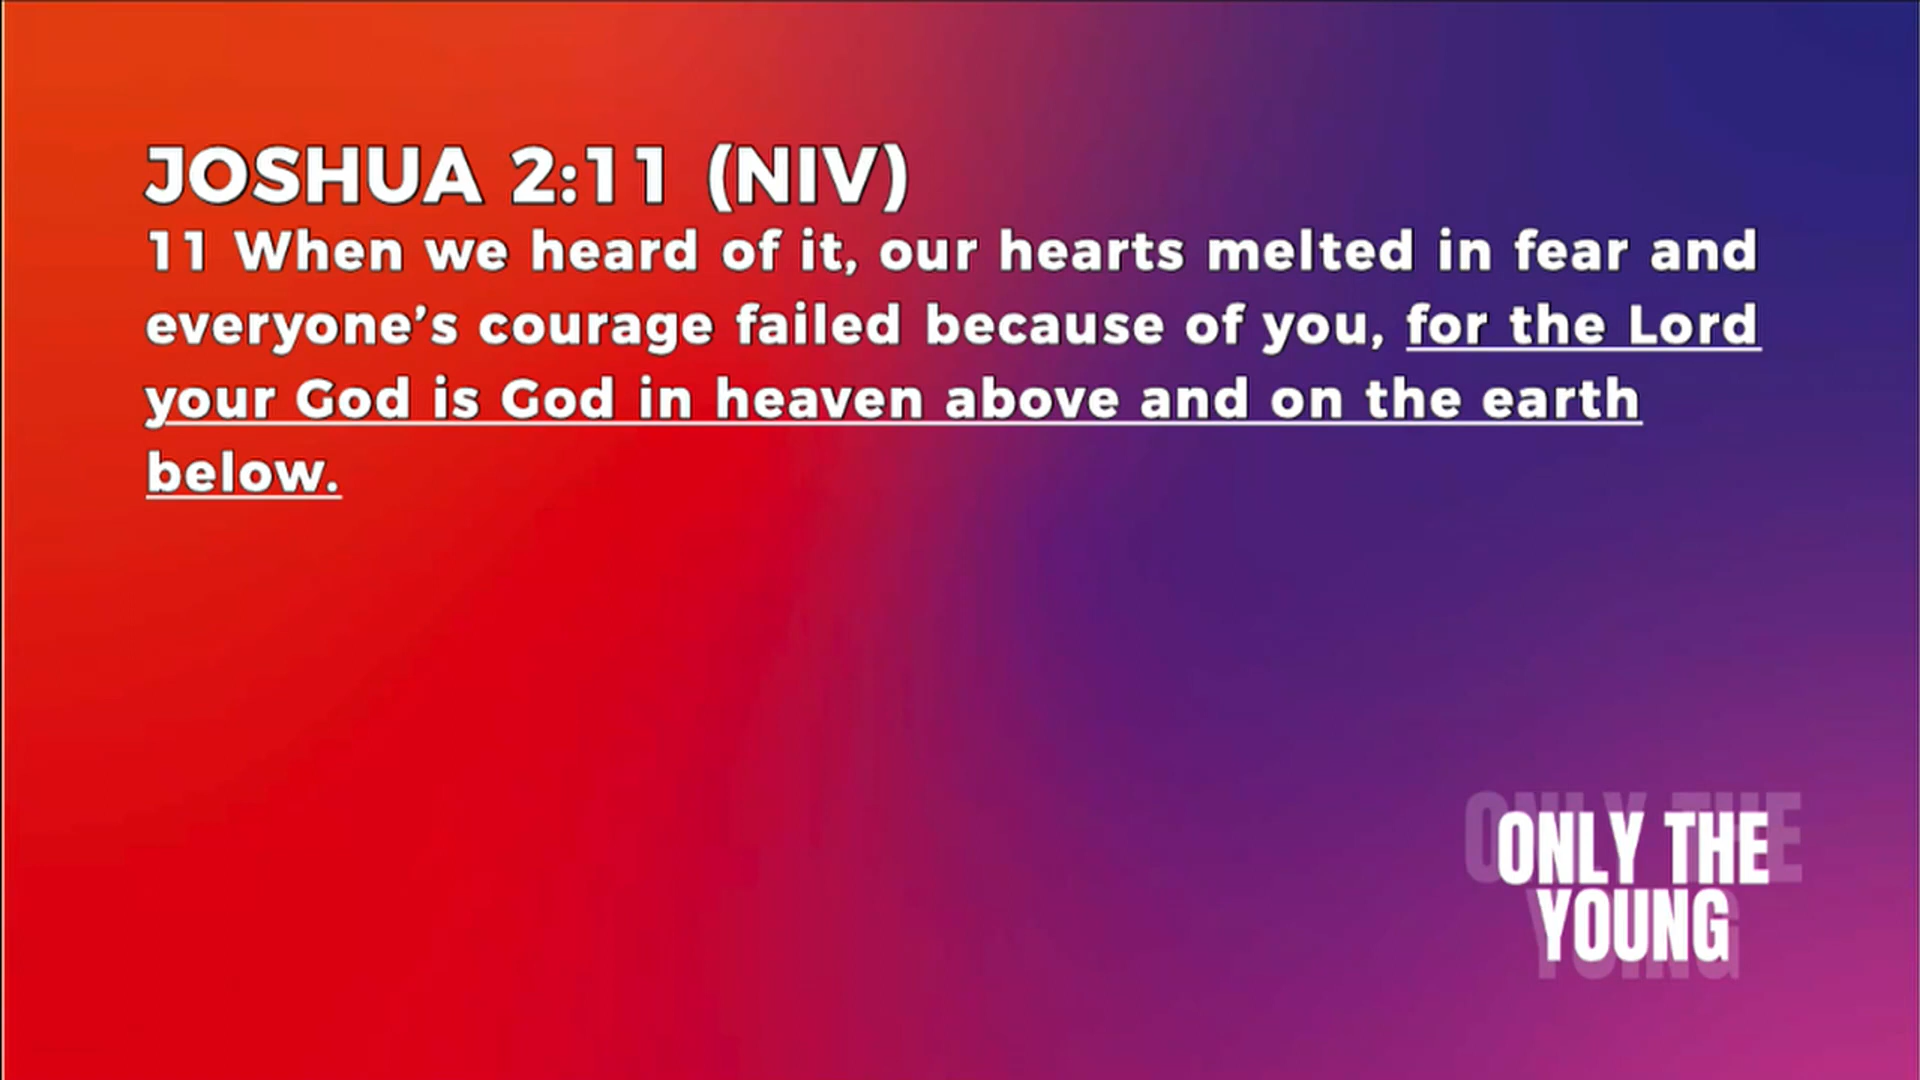 JOSHUA 2:11 (NIV)
11 When we heard of it, our hearts melted in fear and
everyone’s courage failed because of you, for the Lord
your God is God in heaven above and on the earth
below.
ONLY THE
YOUNG